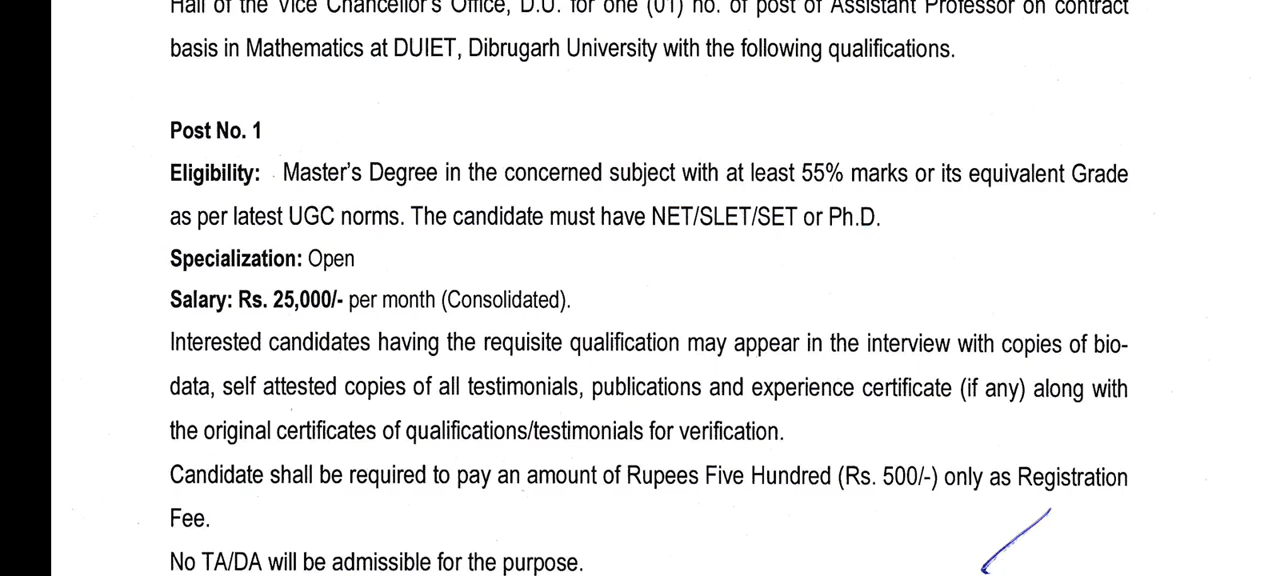 Hall of the Vice Chancellor's Office, D.U. for one (01) no. of post of Assistant Professor on contract
basis in Mathematics at DUIET, Dibrugarh University with the following qualifications.
Post No. 1
Eligibility: Master's Degree in the concerned subject with at least 55% marks or its equivalent Grade
as per latest UGC norms. The candidate must have NET/SLET/SET or Ph.D.
Specialization: Open
Salary: Rs. 25,000/- per month (Consolidated).
Interested candidates having the requisite qualification may appear in the interview with copies of bio-
data, self attested copies of all testimonials, publications and experience certificate (if any) along with
the original certificates of qualifications/testimonials for verification.
Candidate shall be required to pay an amount of Rupees Five Hundred (Rs. 500/-) only as Registration
Fee.
No TA/DA will be admissible for the purpose.